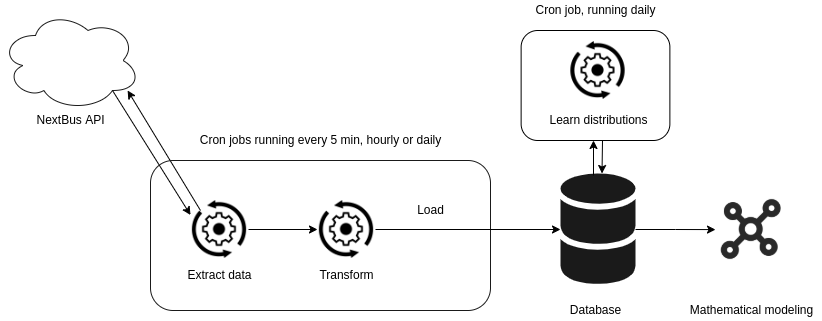 Cron job, running daily
Learn distributions
NextBus API
Cron jobs running every 5 min, hourly or daily
Load
Extract data
Transform
Database
Mathematical modeling